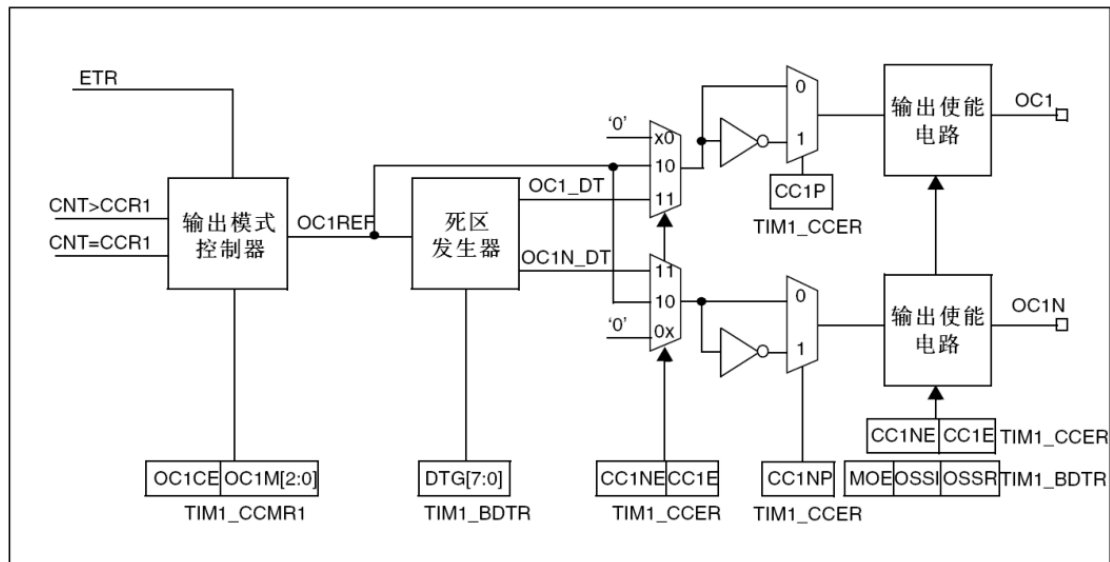 ETR
CNT>CCR1
CNT=CCR1
输出模式
控制器
OC1REF
死区
发生器
OC1_DT
OC1N_DT
'0'
x0
10
11
11
10
0x
'0'
0
1
CC1P
TIM1_CCER
0
1
输出使能
电路
OC1
输出使能
电路
OC1N
OC1CE OC1M[2:0]
TIM1_CCMR1
DTG[7:0]
TIM1_BDTR
CC1NE CC1E
TIM1_CCER
CC1NP
TIM1_CCER
CC1NE CC1E TIM1_CCER
MOE OSSI OSSR TIM1_BDTR